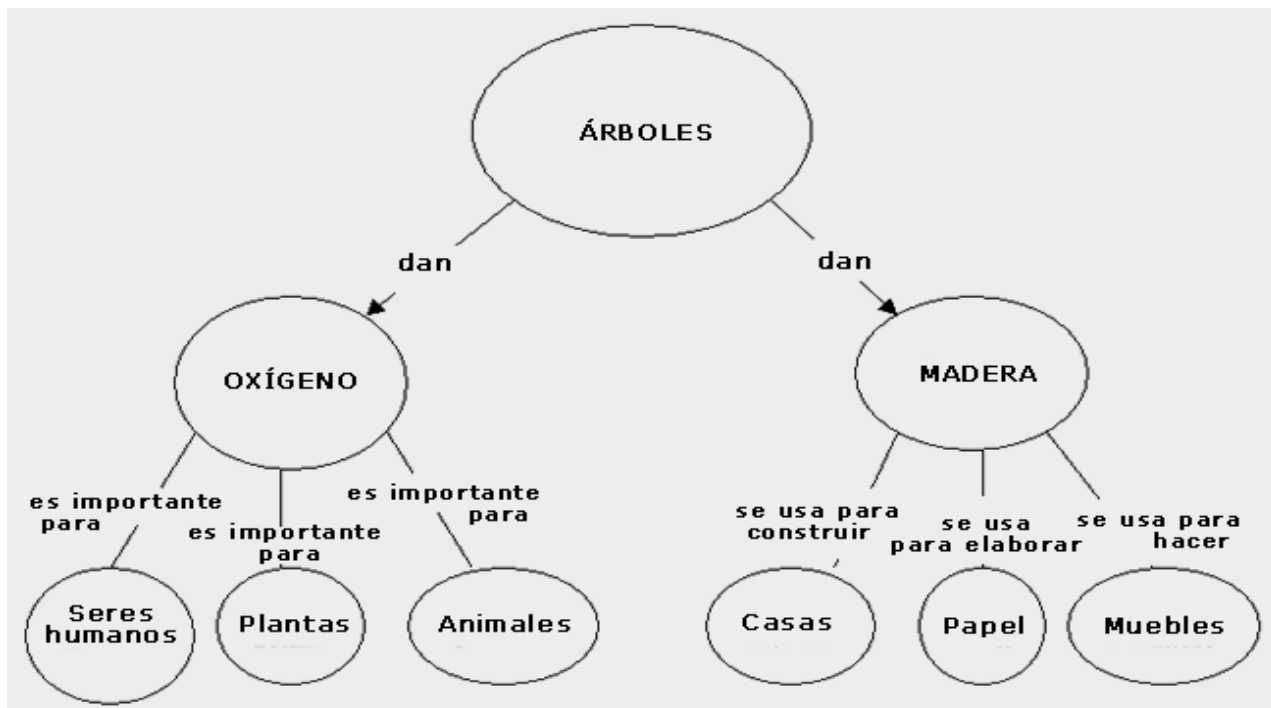 ÁRBOLES
dan
dan
OXÍGENO
MADERA
es importante
para
es importante
para
es importante
para
se usa para
construir
se usa
para elaborar
se usa para
hacer
Seres
humanos
Plantas
Animales
Casas
Papel
Muebles